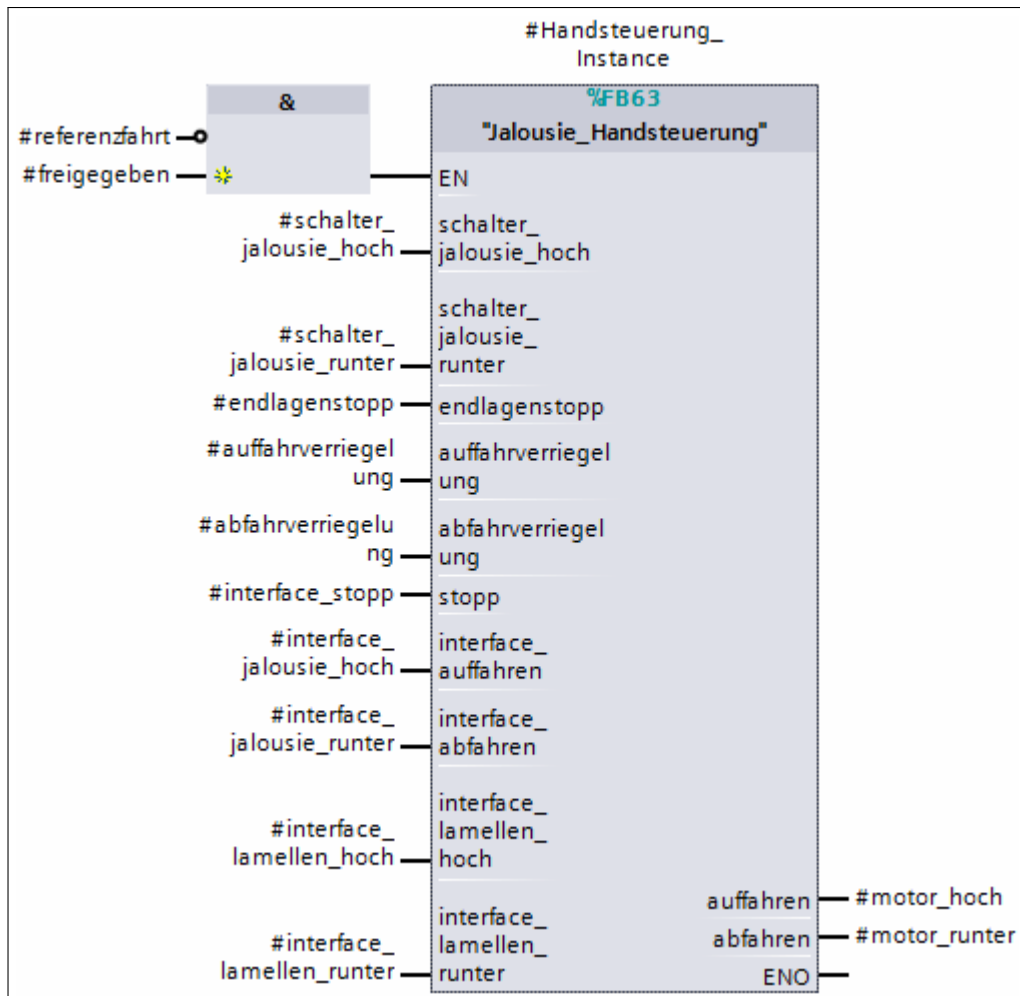 #Handsteuerung_
Instance
&
%FB63
"Jalousie_Handsteuerung"
#referenzfahrt
#freigegeben
EN
#schalter_
jalousie_hoch
schalter_
jalousie_hoch
#schalter_
jalousie_runter
schalter_
jalousie_
runter
#endlagenstopp
endlagenstopp
#auffahrverriegel
ung
auffahrverriegel
ung
#abfahrverriegelu
ng
abfahrverriegel
ung
#interface_stopp
stopp
#interface_
jalousie_hoch
interface_
auffahren
#interface_
jalousie_runter
interface_
abfahren
#interface_
lamellen_hoch
interface_
lamellen_
hoch
#interface_
lamellen_runter
interface_
lamellen_
runter
auffahren
#motor_hoch
abfahren
#motor_runter
ENO